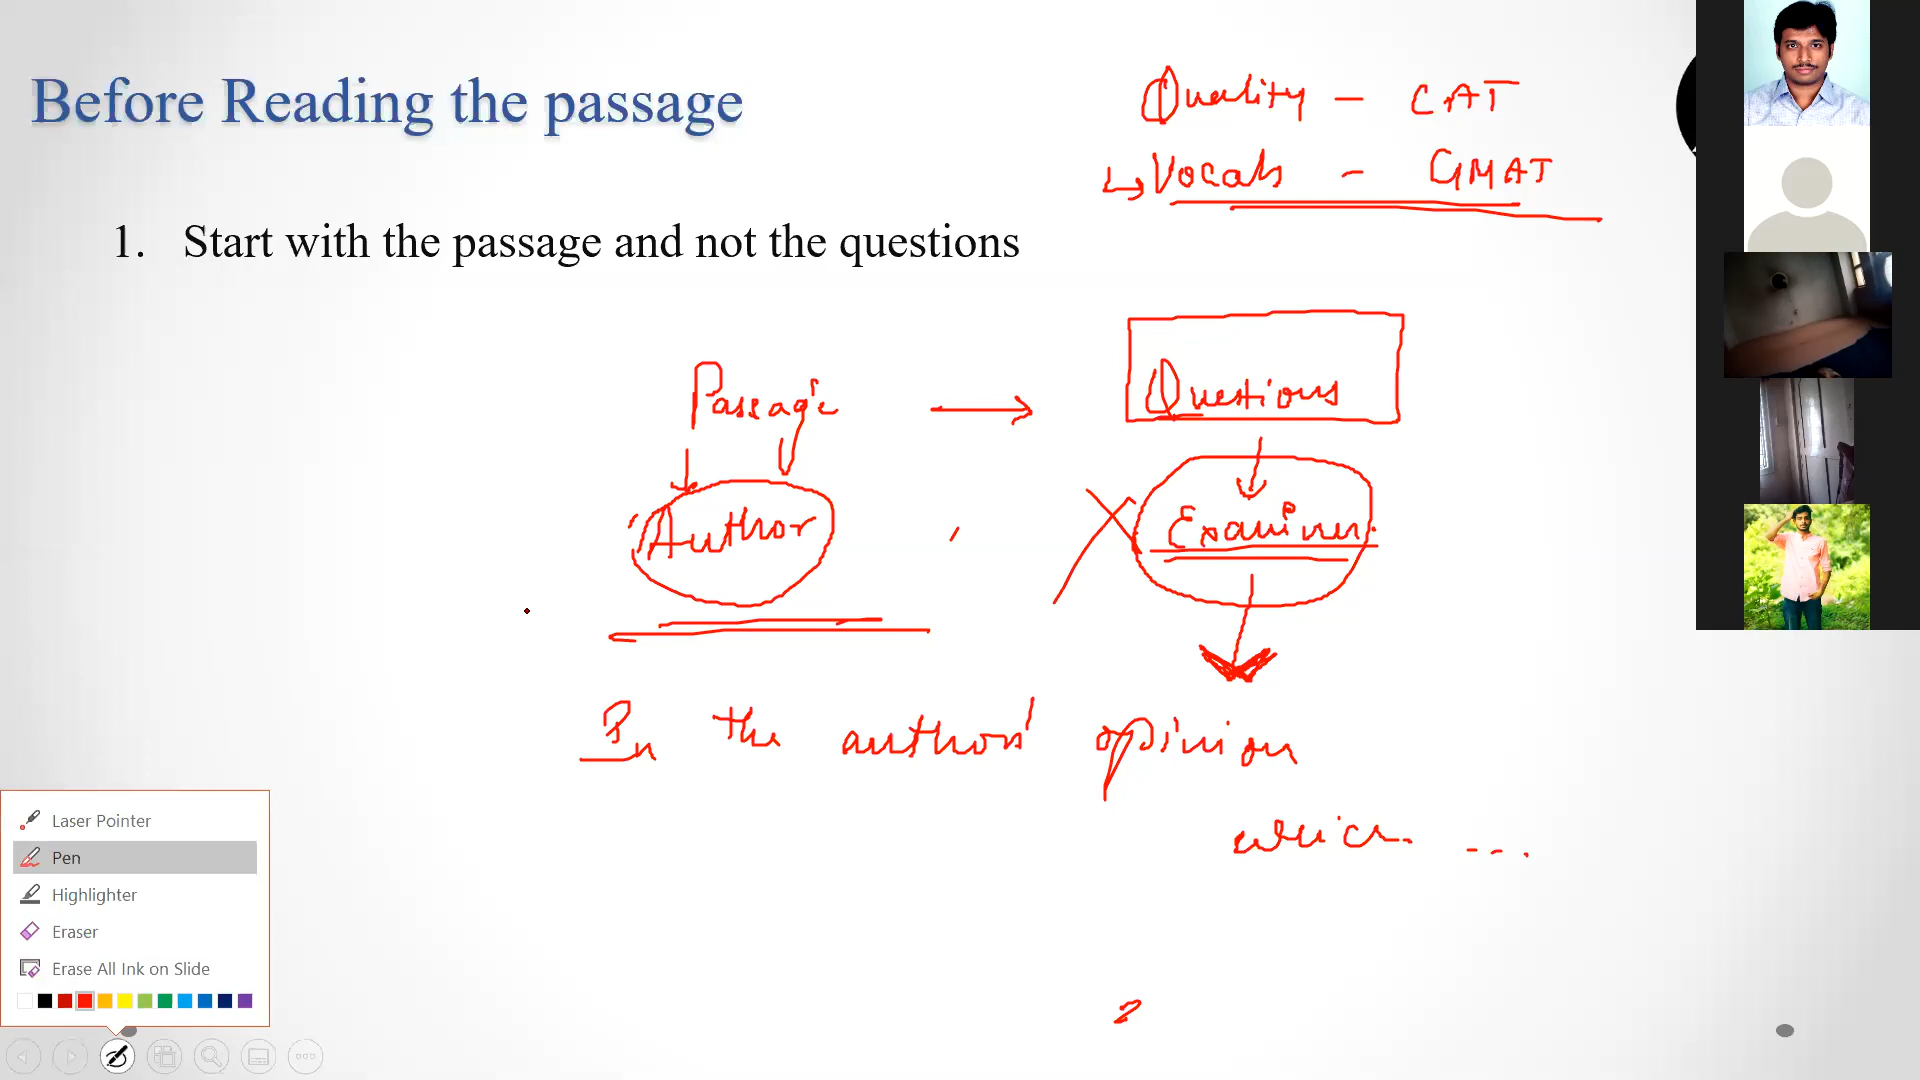 Before Reading the passage
Quality - CAT
Vocab - GMAT
1. Start with the passage and not the questions
Passage → Questions
Author
Examiner.
In the author's opinion
which ...
Laser Pointer
Pen
Highlighter
Eraser
Erase All Ink on Slide